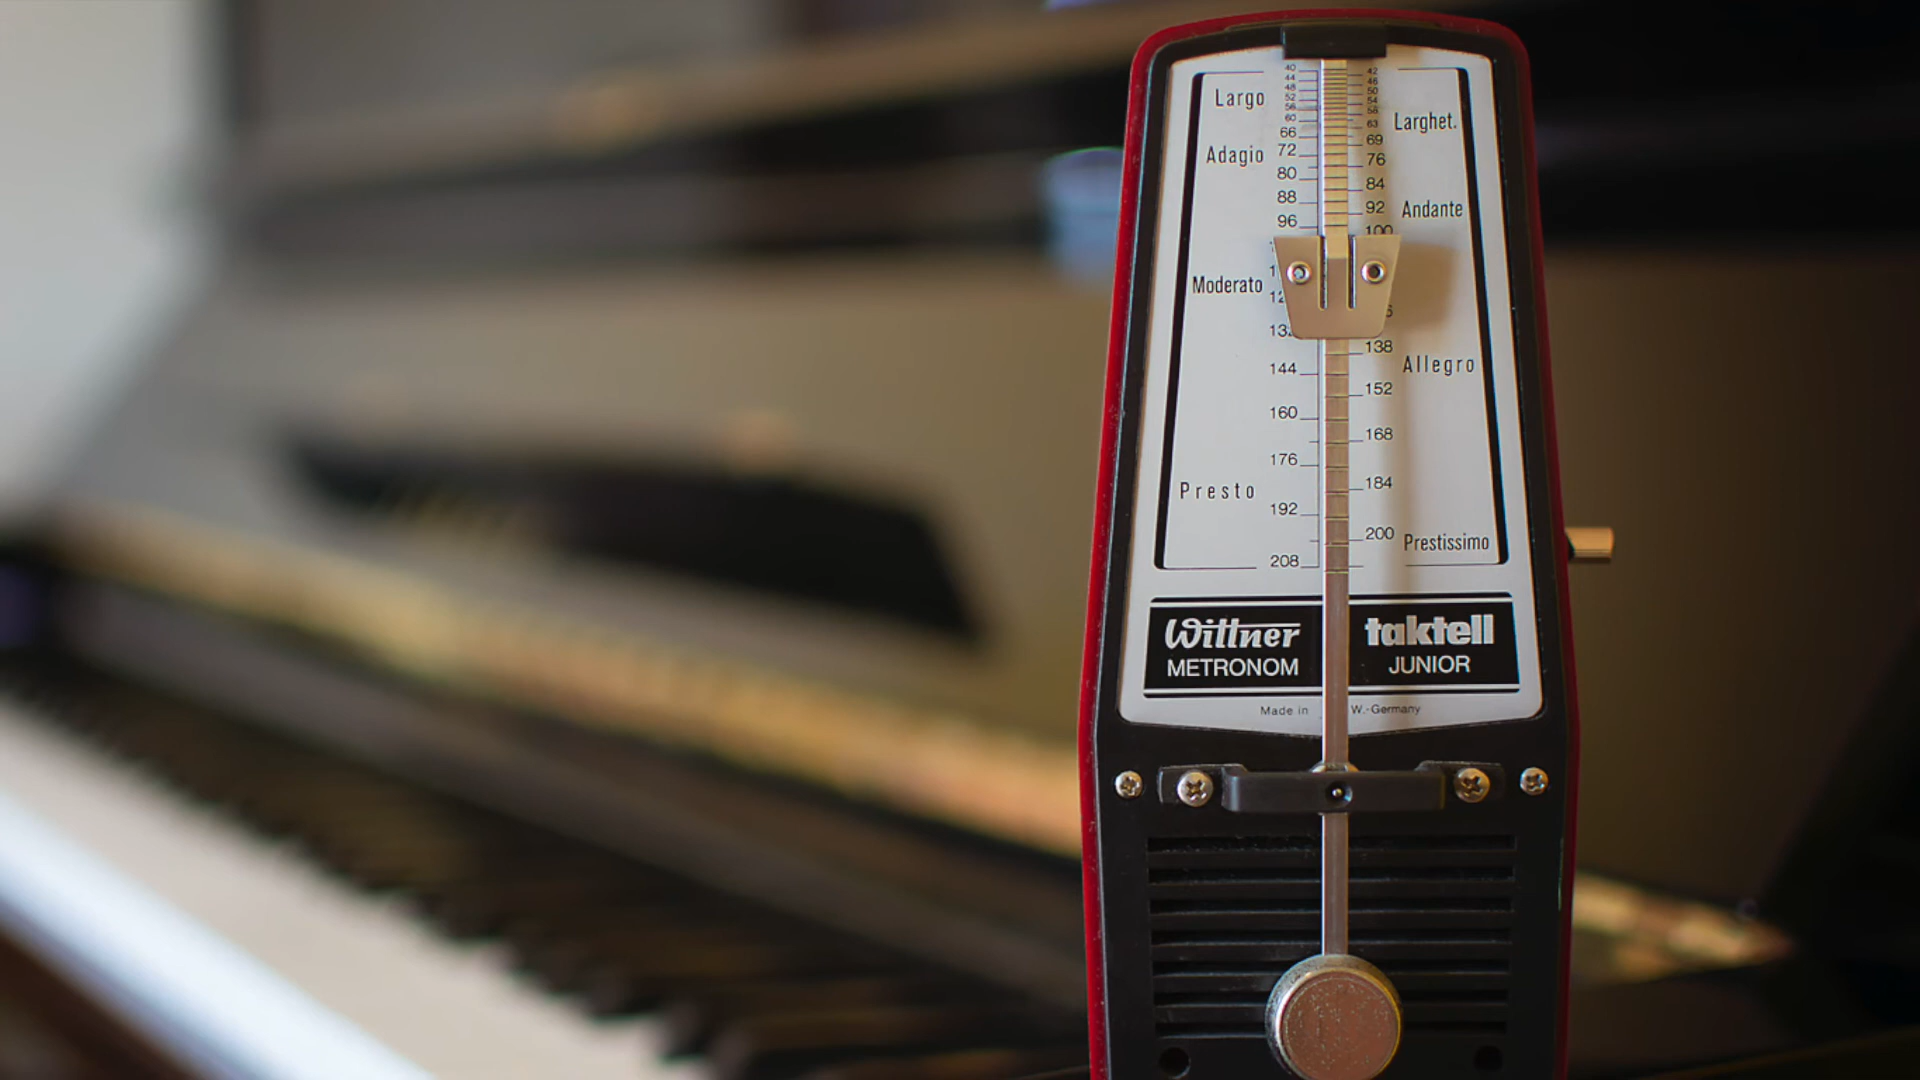 40 42
44 46
48 50
Largo 52 54
56 58
60 63 Larghet.
66 69
Adagio 72 76
80 84
88 92 Andante
96 100
Moderato
132 138
144 Allegro
152
160 168
176 184
Presto
192 200 Prestissimo
208
Wittner taktell
METRONOM JUNIOR
Made in W.-Germany